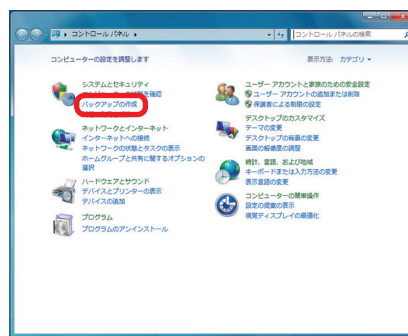 コントロール パネル
コントロール パネルの検索
コンピューターの設定を調整します
表示方法: カテゴリ
システムとセキュリティ
コンピューターの状態を確認
バックアップの作成
ネットワークとインターネット
インターネットへの接続
ネットワークの状態とタスクの表示
ホームグループと共有に関するオプションの
選択
ハードウェアとサウンド
デバイスとプリンターの表示
デバイスの追加
プログラム
プログラムのアンインストール
ユーザー アカウントと家族のための安全設定
ユーザー アカウントの追加または削除
保護者による制限の設定
デスクトップのカスタマイズ
テーマの変更
デスクトップの背景の変更
画面の解像度の調整
時計、言語、および地域
キーボードまたは入力方法の変更
表示言語の変更
コンピューターの簡単操作
設定の提案の表示
視覚ディスプレイの最適化